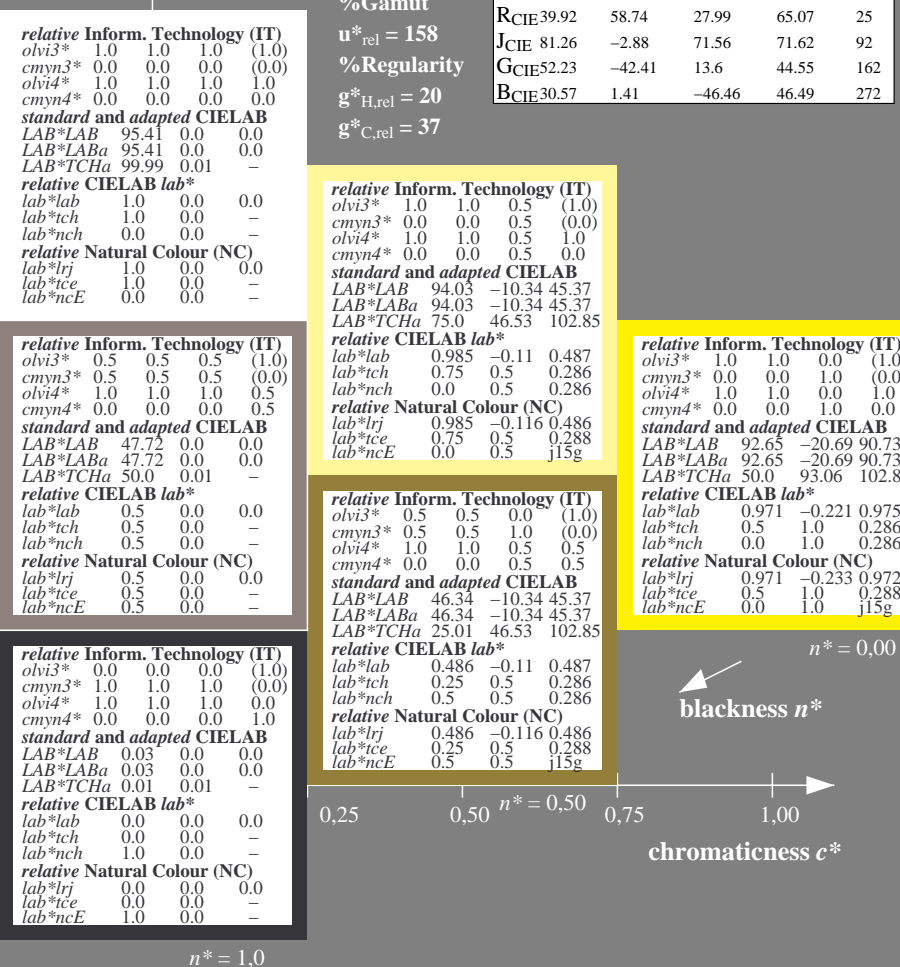 %Gamut
u*rel = 158
%Regularity
g*H,rel = 20
g*C,rel = 37
RCIE 39.92 58.74 27.99 65.07 25
JCIE 81.26 −2.88 71.56 71.62 92
GCIE 52.23 −42.41 13.6 44.55 162
BCIE 30.57 1.41 −46.46 46.49 272
relative Inform. Technology (IT)
olvi3* 1.0 1.0 1.0 (1.0)
cmyn3* 0.0 0.0 0.0 (0.0)
olvi4* 1.0 1.0 1.0 1.0
cmyn4* 0.0 0.0 0.0 0.0
standard and adapted CIELAB
LAB*LAB 95.41 0.0 0.0
LAB*LABa 95.41 0.0 0.0
LAB*TCHa 99.99 0.01 –
relative CIELAB lab*
lab*lab 1.0 0.0 0.0
lab*tch 1.0 0.0 –
lab*nch 0.0 0.0 –
relative Natural Colour (NC)
lab*lrj 1.0 0.0 0.0
lab*tce 1.0 0.0 –
lab*ncE 0.0 0.0 –
relative Inform. Technology (IT)
olvi3* 1.0 1.0 0.5 (1.0)
cmyn3* 0.0 0.0 0.5 (0.0)
olvi4* 1.0 1.0 0.5 1.0
cmyn4* 0.0 0.0 0.5 0.0
standard and adapted CIELAB
LAB*LAB 94.03 −10.34 45.37
LAB*LABa 94.03 −10.34 45.37
LAB*TCHa 75.0 46.53 102.85
relative CIELAB lab*
lab*lab 0.985 −0.11 0.487
lab*tch 0.75 0.5 0.286
lab*nch 0.0 0.5 0.286
relative Natural Colour (NC)
lab*lrj 0.985 −0.116 0.486
lab*tce 0.75 0.5 0.288
lab*ncE 0.0 0.5 j15g
relative Inform. Technology (IT)
olvi3* 0.5 0.5 0.5 (1.0)
cmyn3* 0.5 0.5 0.5 (0.0)
olvi4* 1.0 1.0 1.0 0.5
cmyn4* 0.0 0.0 0.0 0.5
standard and adapted CIELAB
LAB*LAB 47.72 0.0 0.0
LAB*LABa 47.72 0.0 0.0
LAB*TCHa 50.0 0.01 –
relative CIELAB lab*
lab*lab 0.5 0.0 0.0
lab*tch 0.5 0.0 –
lab*nch 0.5 0.0 –
relative Natural Colour (NC)
lab*lrj 0.5 0.0 0.0
lab*tce 0.5 0.0 –
lab*ncE 0.5 0.0 –
relative Inform. Technology (IT)
olvi3* 1.0 1.0 0.0 (1.0
cmyn3* 0.0 0.0 1.0 (0.0
olvi4* 1.0 1.0 0.0 1.0
cmyn4* 0.0 0.0 1.0 0.0
standard and adapted CIELAB
LAB*LAB 92.65 −20.69 90.73
LAB*LABa 92.65 −20.69 90.73
LAB*TCHa 50.0 93.06 102.8
relative CIELAB lab*
lab*lab 0.971 −0.221 0.975
lab*tch 0.5 1.0 0.286
lab*nch 0.0 1.0 0.286
relative Natural Colour (NC)
lab*lrj 0.971 −0.233 0.972
lab*tce 0.5 1.0 0.288
lab*ncE 0.0 1.0 j15g
relative Inform. Technology (IT)
olvi3* 0.5 0.5 0.0 (1.0)
cmyn3* 0.5 0.5 1.0 (0.0)
olvi4* 1.0 1.0 0.5 0.5
cmyn4* 0.0 0.0 0.5 0.5
standard and adapted CIELAB
LAB*LAB 46.34 −10.34 45.37
LAB*LABa 46.34 −10.34 45.37
LAB*TCHa 25.01 46.53 102.85
relative CIELAB lab*
lab*lab 0.486 −0.11 0.487
lab*tch 0.25 0.5 0.286
lab*nch 0.5 0.5 0.286
relative Natural Colour (NC)
lab*lrj 0.486 −0.116 0.486
lab*tce 0.25 0.5 0.288
lab*ncE 0.5 0.5 j15g
relative Inform. Technology (IT)
olvi3* 0.0 0.0 0.0 (1.0)
cmyn3* 1.0 1.0 1.0 (0.0)
olvi4* 1.0 1.0 1.0 0.0
cmyn4* 0.0 0.0 0.0 1.0
standard and adapted CIELAB
LAB*LAB 0.03 0.0 0.0
LAB*LABa 0.03 0.0 0.0
LAB*TCHa 0.01 0.01 –
relative CIELAB lab*
lab*lab 0.0 0.0 0.0
lab*tch 0.0 0.0 –
lab*nch 1.0 0.0 –
relative Natural Colour (NC)
lab*lrj 0.0 0.0 0.0
lab*tce 0.0 0.0 –
lab*ncE 1.0 0.0 –
n* = 0,00
blackness n*
n* = 0,50
0,25 0,50 0,75 1,00
chromaticness c*
n* = 1,0